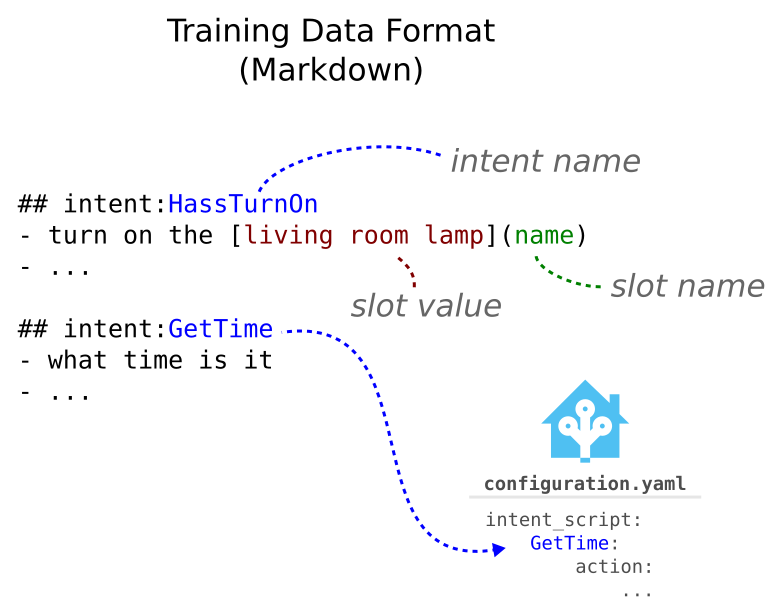 Training Data Format
(Markdown)
intent name
## intent:HassTurnOn
- turn on the [living room lamp](name)
- ...
slot name
slot value
## intent:GetTime
- what time is it
- ...
configuration.yaml
intent_script:
GetTime:
action:
...